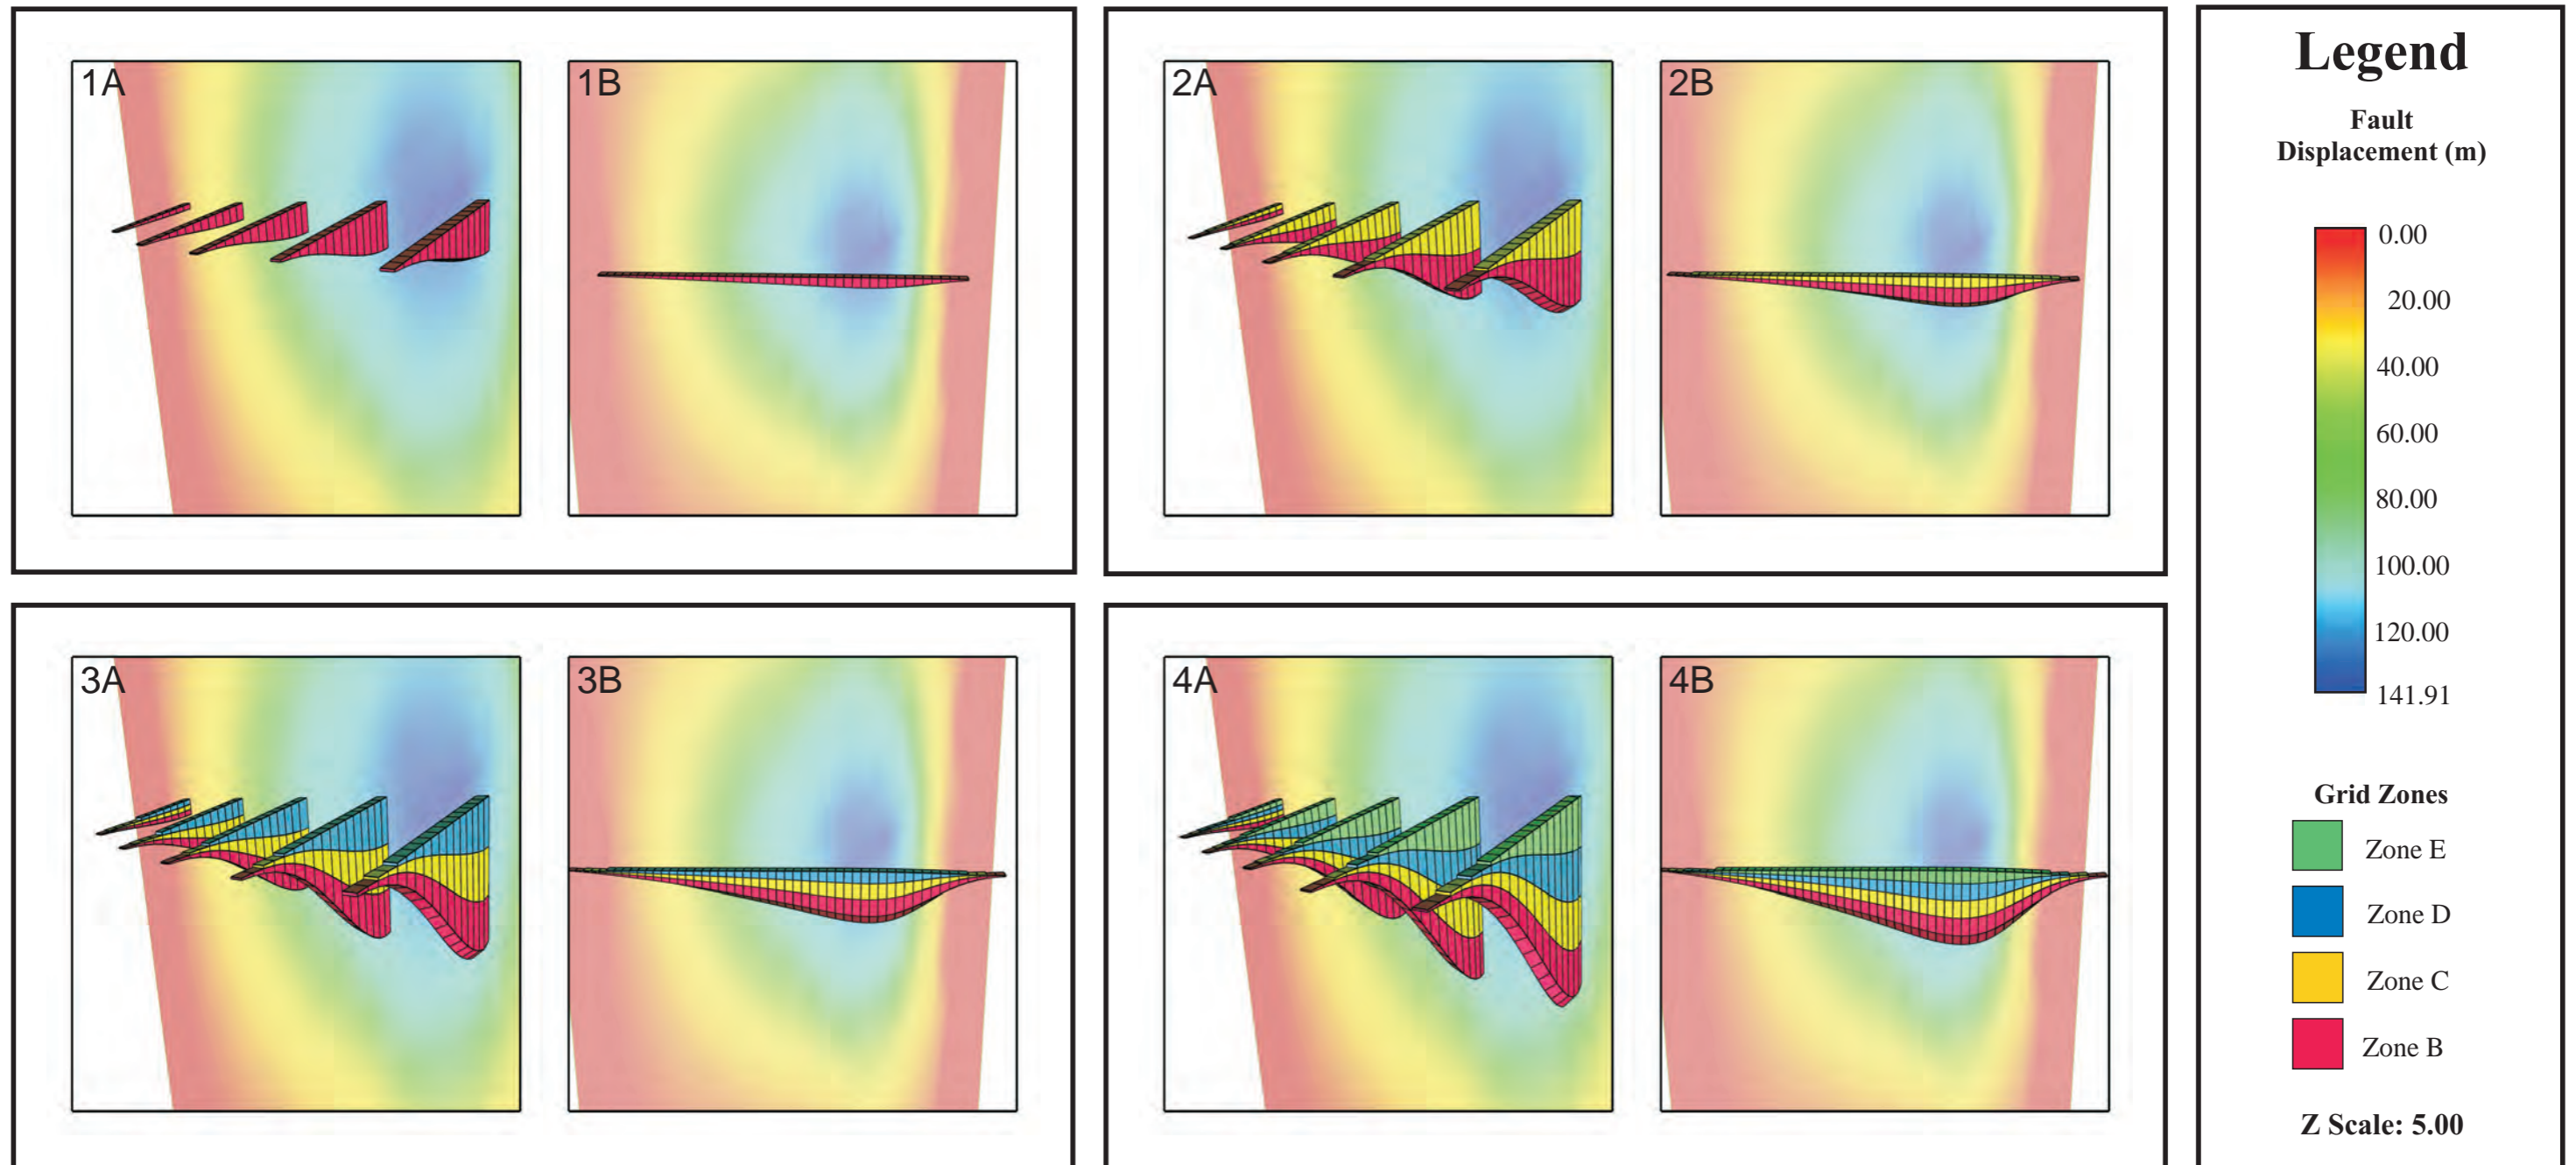 1A
1B
2A
2B
3A
3B
4A
4B
Legend
Fault
Displacement (m)
0.00
20.00
40.00
60.00
80.00
100.00
120.00
141.91
Grid Zones
Zone E
Zone D
Zone C
Zone B
Z Scale: 5.00